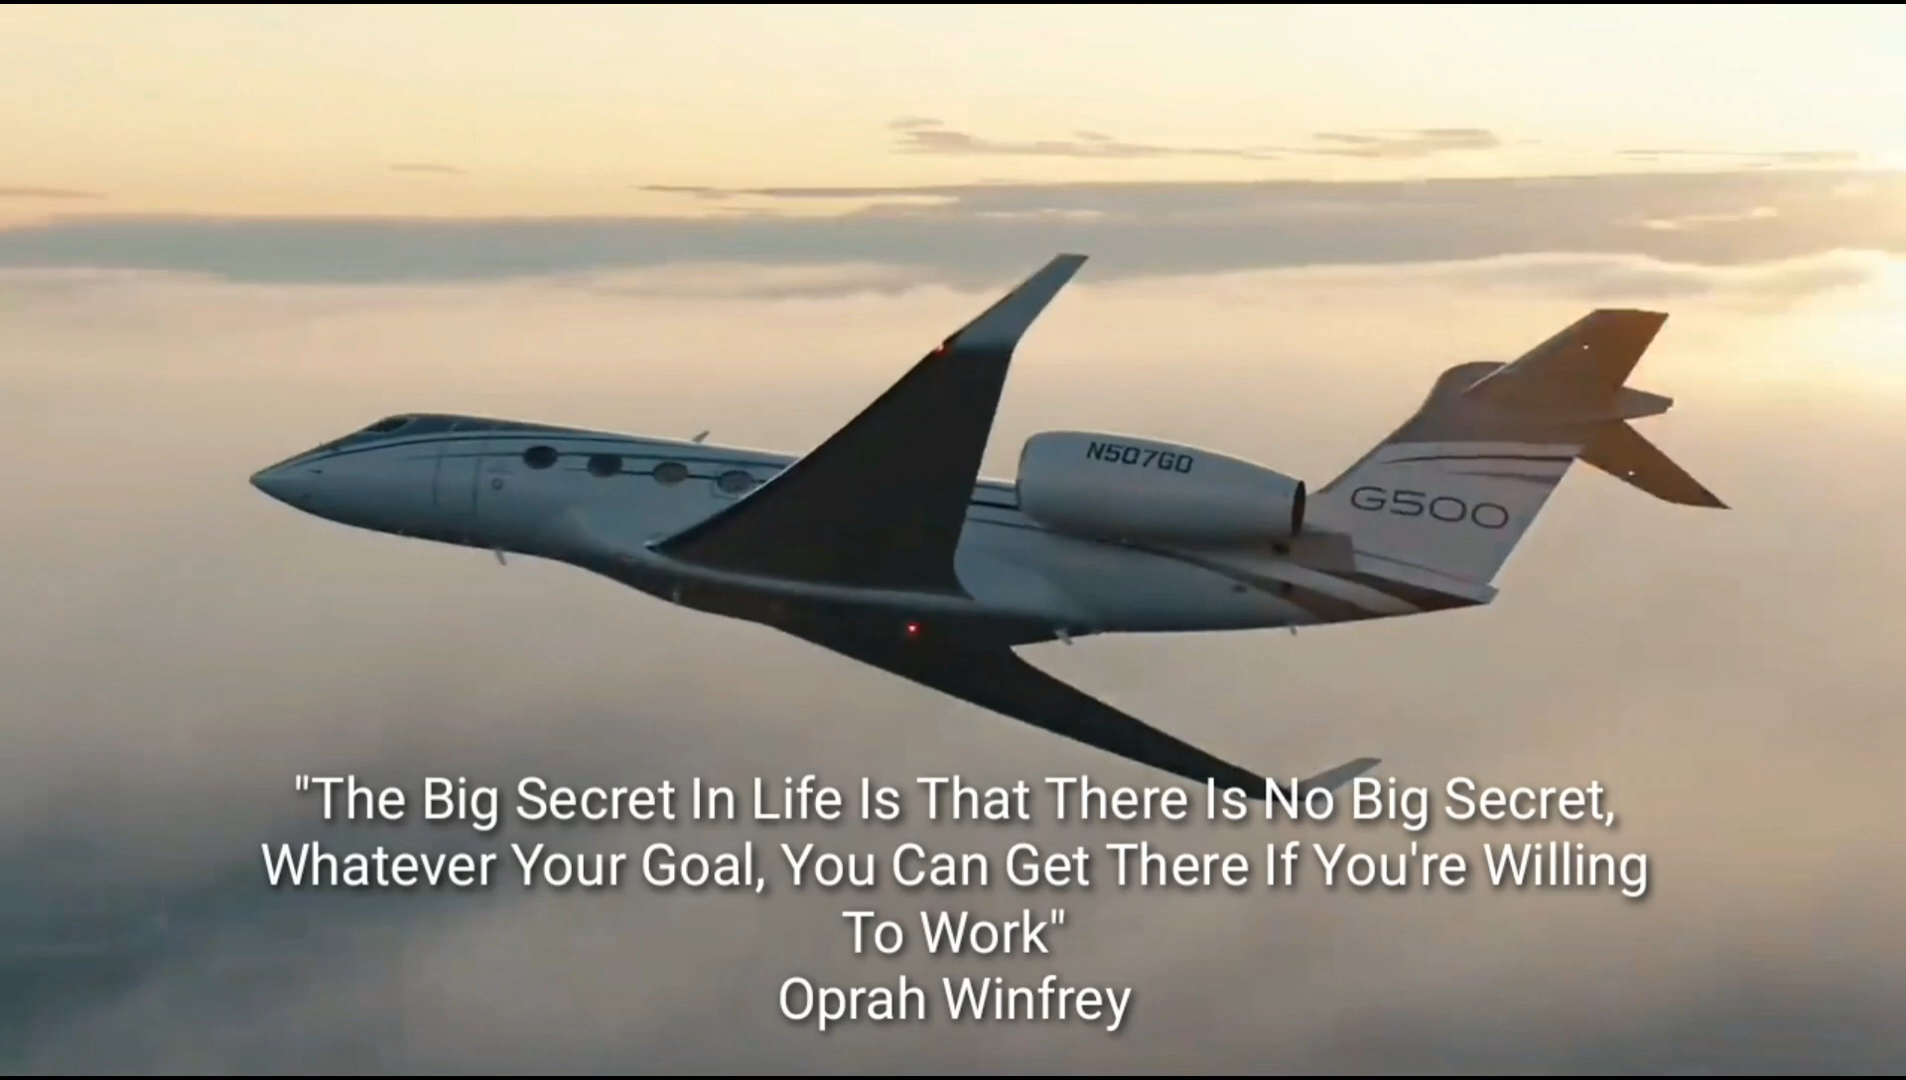 N507GD
G500
"The Big Secret In Life Is That There Is No Big Secret,
Whatever Your Goal, You Can Get There If You're Willing
To Work"
Oprah Winfrey